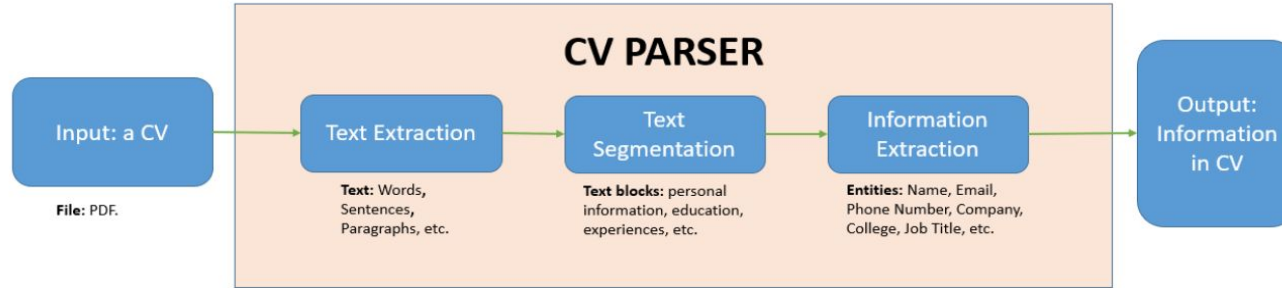 CV PARSER
Input: a CV
File: PDF.
Text Extraction
Text: Words,
Sentences,
Paragraphs, etc.
Text
Segmentation
Text blocks: personal
information, education,
experiences, etc.
Information
Extraction
Entities: Name, Email,
Phone Number, Company,
College, Job Title, etc.
Output:
Information
in CV